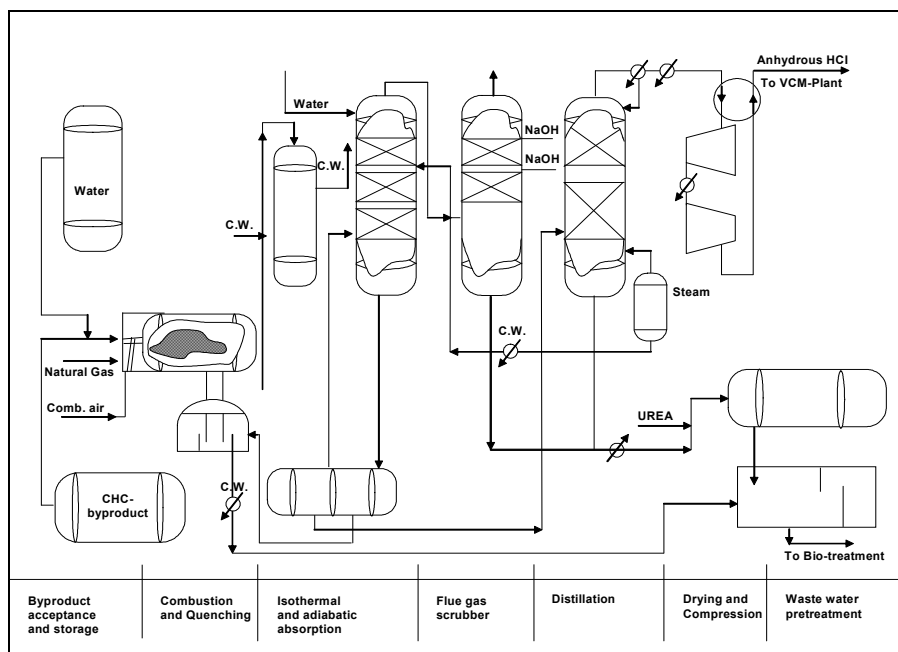 Anhydrous HCl
To VCM-Plant
Water
NaOH
NaOH
Water
C.W.
C.W.
Steam
C.W.
Natural Gas
Comb. air
UREA
C.W.
CHC-
byproduct
To Bio-treatment
Byproduct
acceptance
and storage
Combustion
and Quenching
Isothermal
and adiabatic
absorption
Flue gas
scrubber
Distillation
Drying and
Compression
Waste water
pretreatment